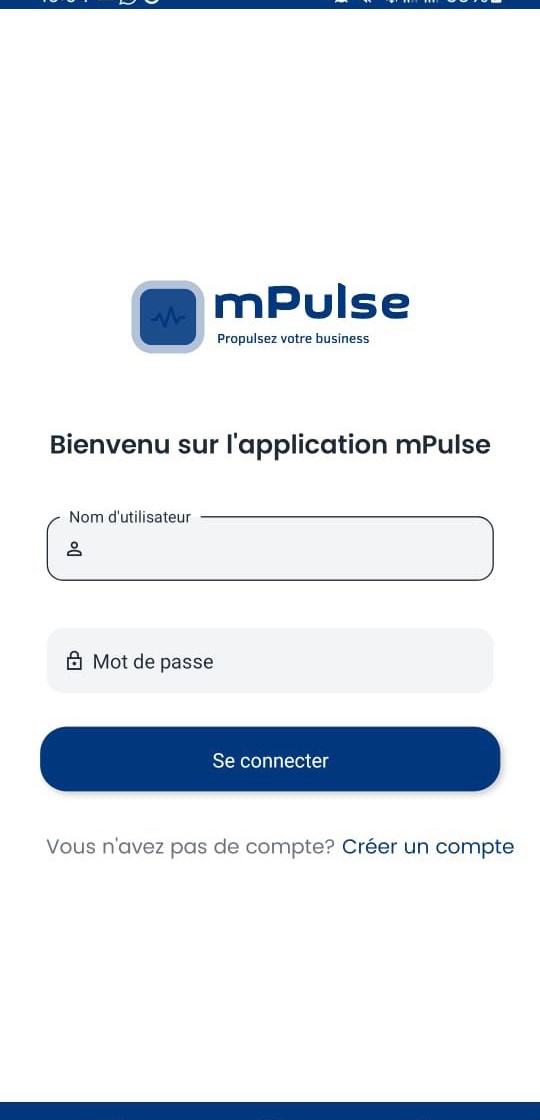 mPulse
Propulsez votre business
Bienvenu sur l'application mPulse
Nom d'utilisateur
Mot de passe
Se connecter
Vous n'avez pas de compte? Créer un compte